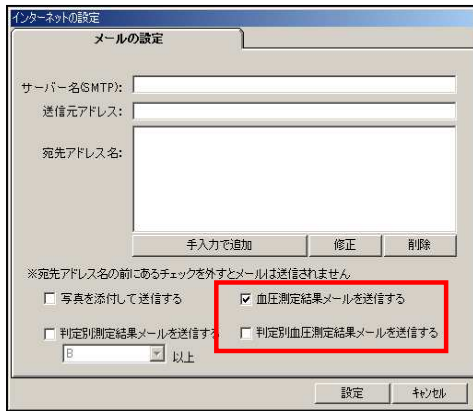 インターネットの設定
メールの設定
サーバー名(SMTP):
送信元アドレス:
宛先アドレス名:
手入力で追加 修正 削除
※宛先アドレス名の前にあるチェックを外すとメールは送信されません
写真を添付して送信する 血圧測定結果メールを送信する
判定別測定結果メールを送信する 判定別血圧測定結果メールを送信する
B 以上
設定 キャンセル